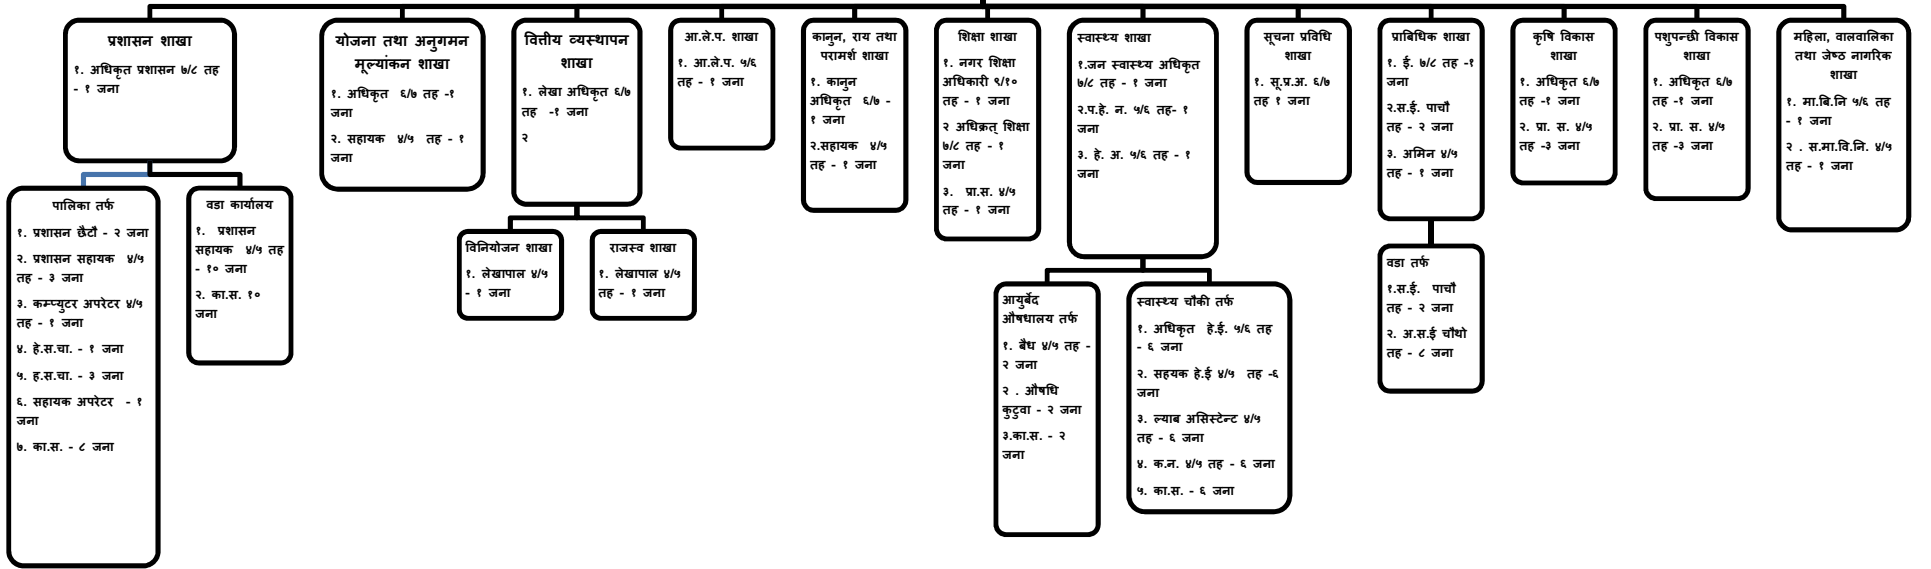 प्रशासन शाखा
१. अधिकृत प्रशासन ७/८ तह
- १ जना
योजना तथा अनुगमन
मूल्यांकन शाखा
१. अधिकृत ६/७ तह -१
जना
२. सहायक ४/५ तह - १
जना
वित्तीय व्यस्थापन
शाखा
१. लेखा अधिकृत ६/७
तह -१ जना
२
आ.ले.प. शाखा
१. आ.ले.प. ५/६
तह - १ जना
कानुन, राय तथा
परामर्श शाखा
१. कानुन
अधिकृत ६/७ -
१ जना
२.सहायक ४/५
तह - १ जना
शिक्षा शाखा
१. नगर शिक्षा
अधिकारी ९/१०
तह - १ जना
२ अधिक्रत् शिक्षा
७/८ तह - १
जना
३. प्रा.स. ४/५
तह - १ जना
स्वास्थ्य शाखा
१.जन स्वास्थ्य अधिकृत
७/८ तह - १ जना
२.प.हे. न. ५/६ तह- १
जना
३. हे. अ. ५/६ तह - १
जना
सूचना प्रविधि
शाखा
१. सू.प्र.अ. ६/७
तह १ जना
प्राबिधिक शाखा
१. ई. ७/८ तह -१
जना
२.स.ई. पाचौ
तह - २ जना
३. अमिन ४/५
तह - १ जना
कृषि विकास
शाखा
१. अधिकृत ६/७
तह -१ जना
२. प्रा. स. ४/५
तह -३ जना
पशुपन्छी विकास
शाखा
१. अधिकृत ६/७
तह -१ जना
२. प्रा. स. ४/५
तह -३ जना
महिला, वालवालिका
तथा जेष्ठ नागरिक
शाखा
१. मा.बि.नि ५/६ तह
- १ जना
२ . स.मा.वि.नि. ४/५
तह - १ जना
पालिका तर्फ
१. प्रशासन छैटौ - २ जना
२. प्रशासन सहायक ४/५
तह - ३ जना
३. कम्प्युटर अपरेटर ४/५
तह - १ जना
४. हे.स.चा. - १ जना
५. ह.स.चा. - ३ जना
६. सहायक अपरेटर - १
जना
७. का.स. - ८ जना
वडा कार्यालय
१. प्रशासन
सहायक ४/५ तह
- १० जना
२. का.स. १०
जना
विनियोजन शाखा
१. लेखापाल ४/५
- १ जना
राजस्व शाखा
१. लेखापाल ४/५
तह - १ जना
आयुर्बेद
औषधालय तर्फ
१. बैध ४/५ तह -
२ जना
२ . औषधि
कुटुवा - २ जना
३.का.स. - २
जना
स्वास्थ्य चौकी तर्फ
१. अधिकृत हे.ई. ५/६ तह
- ६ जना
२. सहयक हे.ई ४/५ तह -६
जना
३. ल्याब असिस्टेन्ट ४/५
तह - ६ जना
४. क.न. ४/५ तह - ६ जना
५. का.स. - ६ जना
वडा तर्फ
१.स.ई. पाचौ
तह - २ जना
२. अ.स.ई चौथो
तह - ८ जना